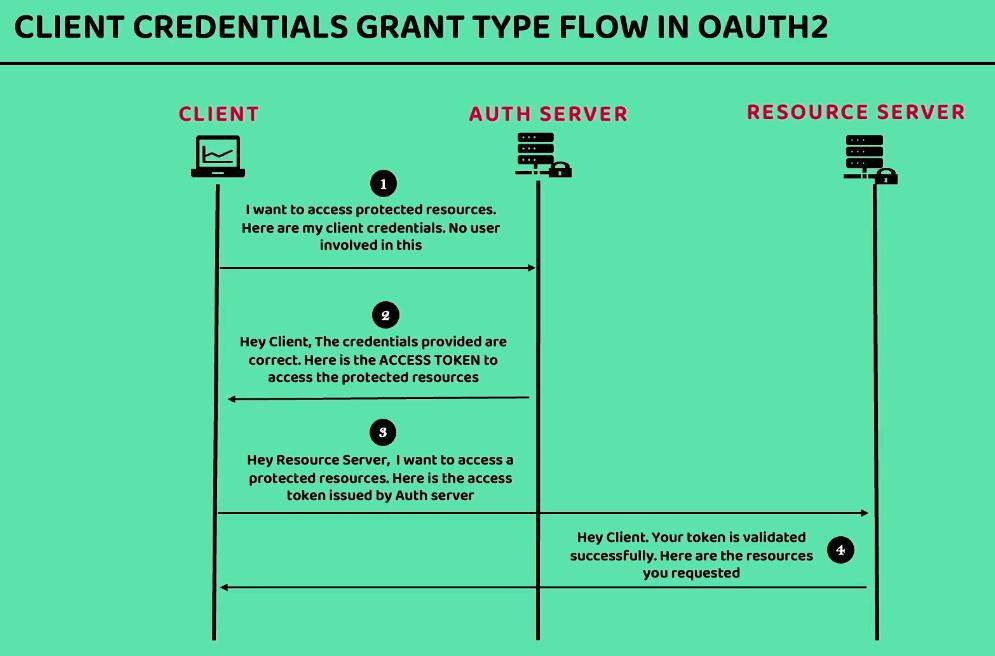 CLIENT CREDENTIALS GRANT TYPE FLOW IN OAUTH2
CLIENT
AUTH SERVER
RESOURCE SERVER
1
I want to access protected resources.
Here are my client credentials. No user
involved in this
2
Hey Client, The credentials provided are
correct. Here is the ACCESS TOKEN to
access the protected resources
3
Hey Resource Server, I want to access a
protected resources. Here is the access
token issued by Auth server
Hey Client. Your token is validated
successfully. Here are the resources
you requested
4